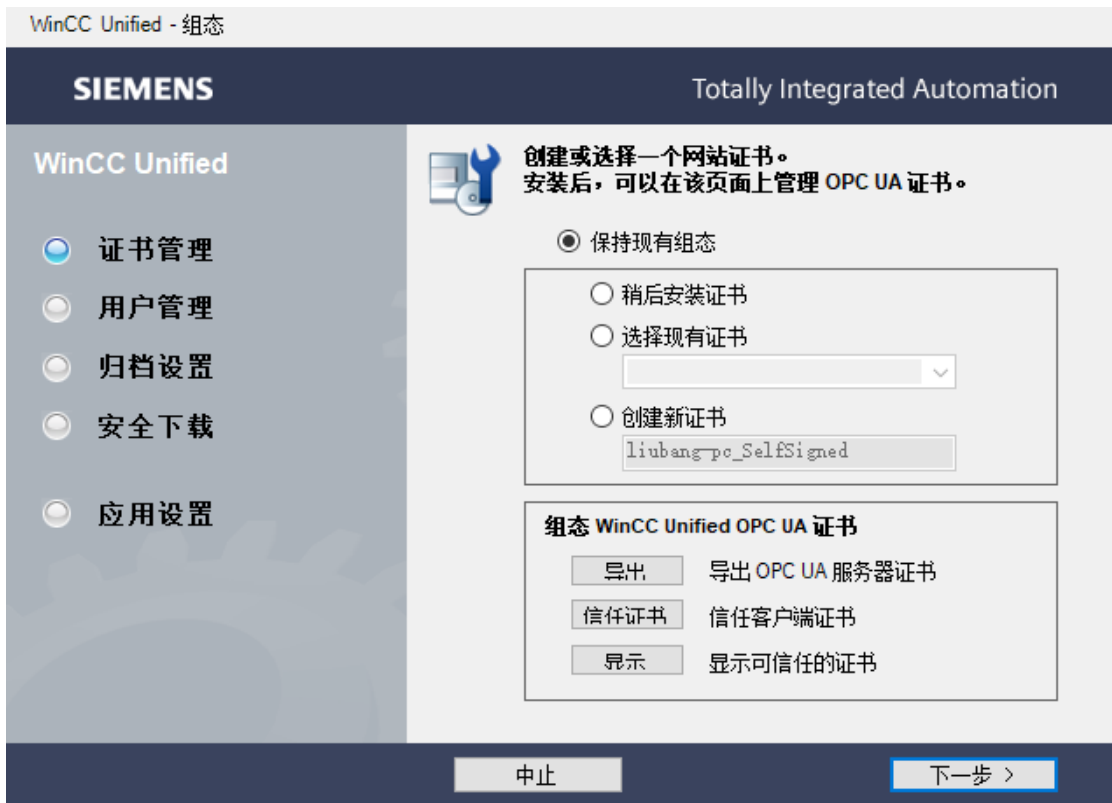 WinCC Unified - 组态
SIEMENS
Totally Integrated Automation
WinCC Unified
证书管理
用户管理
归档设置
安全下载
应用设置
创建或选择一个网站证书。
安装后，可以在该页面上管理 OPC UA 证书。
保持现有组态
稍后安装证书
选择现有证书
创建新证书
liubang-pc_SelfSigned
组态 WinCC Unified OPC UA 证书
导出 导出 OPC UA 服务器证书
信任证书 信任客户端证书
显示 显示可信任的证书
中止
下一步 >